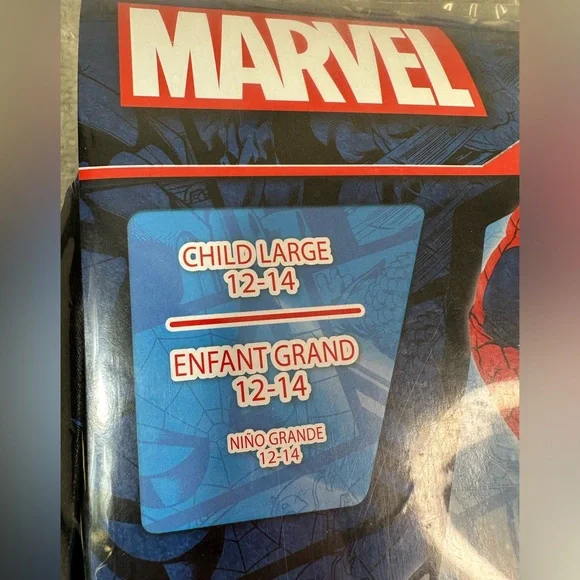 MARVEL
CHILD LARGE
12-14
ENFANT GRAND
12-14
NIÑO GRANDE
12-14